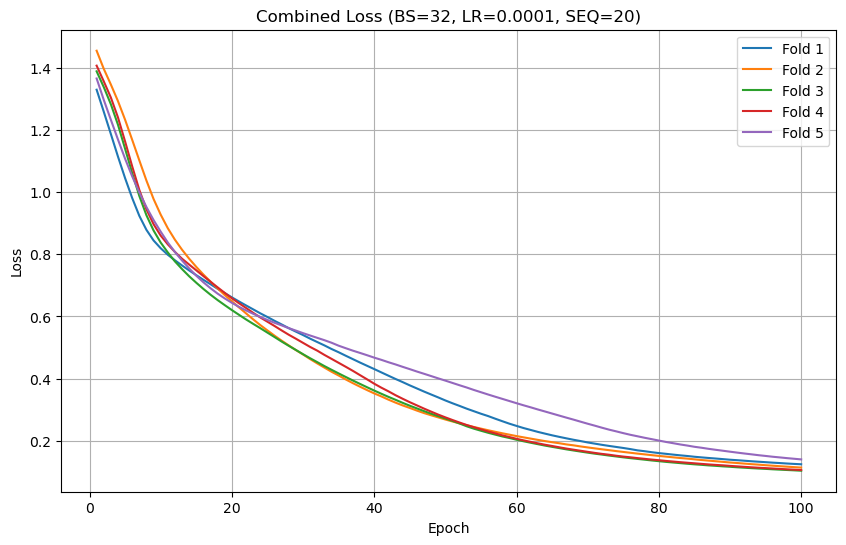 Combined Loss (BS=32, LR=0.0001, SEQ=20)
Fold 1
Fold 2
Fold 3
Fold 4
Fold 5
1.4
1.2
1.0
0.8
0.6
0.4
0.2
Loss
0 20 40 60 80 100
Epoch